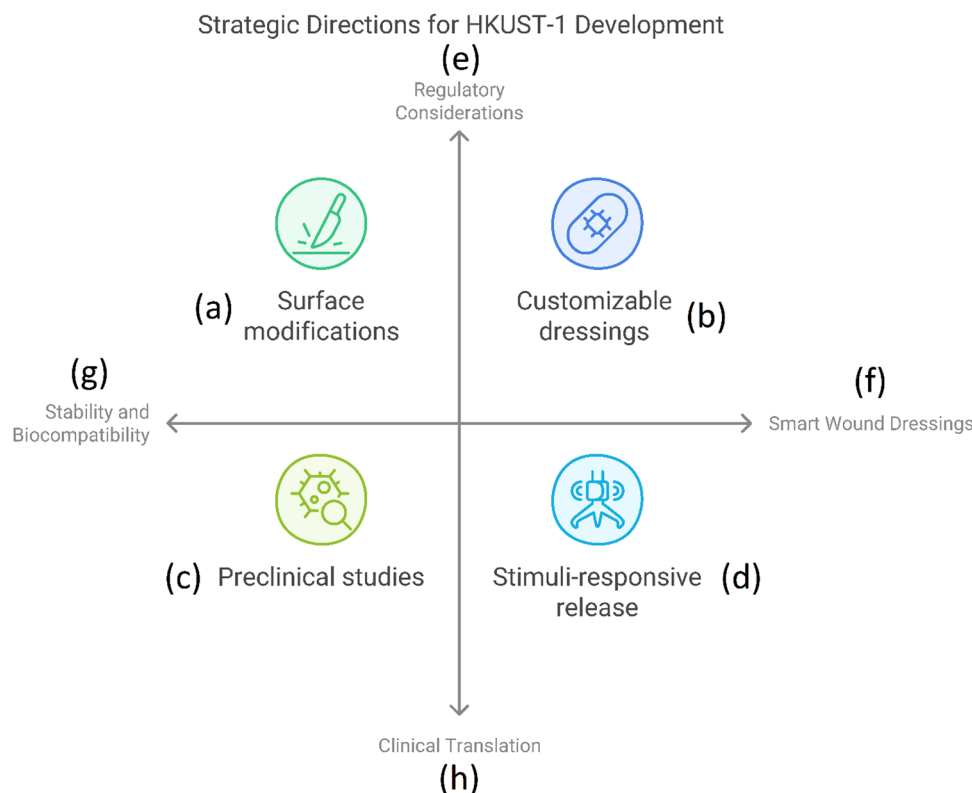 Strategic Directions for HKUST-1 Development
(e)
Regulatory
Considerations
(a)
Surface
modifications
Customizable
dressings
(b)
(g)
Stability and
Biocompatibility
(f)
Smart Wound Dressings
(c)
Preclinical studies
Stimuli-responsive
release
(d)
Clinical Translation
(h)